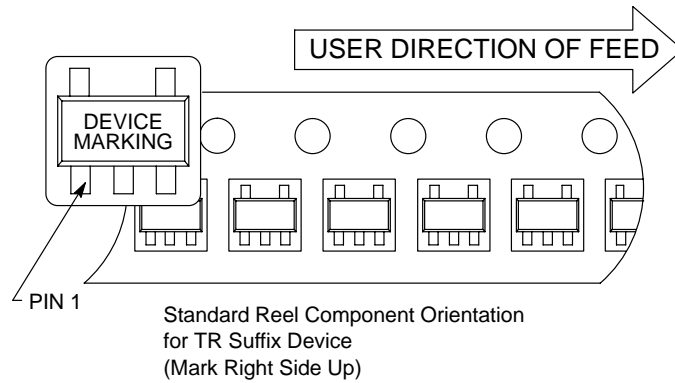 USER DIRECTION OF FEED
DEVICE
MARKING
PIN 1
Standard Reel Component Orientation
for TR Suffix Device
(Mark Right Side Up)